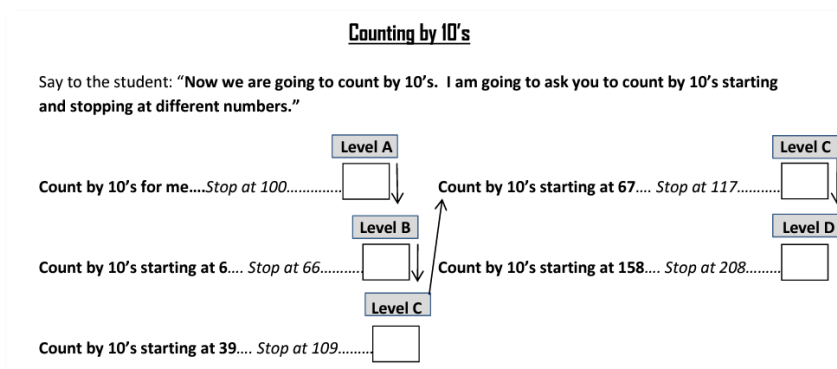 Counting by 10's
Say to the student: “Now we are going to count by 10's.  I am going to ask you to count by 10's starting
and stopping at different numbers.”
Level A
Count by 10's for me....Stop at 100..............
Level B
Count by 10's starting at 6.... Stop at 66..........
Level C
Count by 10's starting at 39.... Stop at 109........
Level C
Count by 10's starting at 67.... Stop at 117..........
Level D
Count by 10's starting at 158.... Stop at 208........